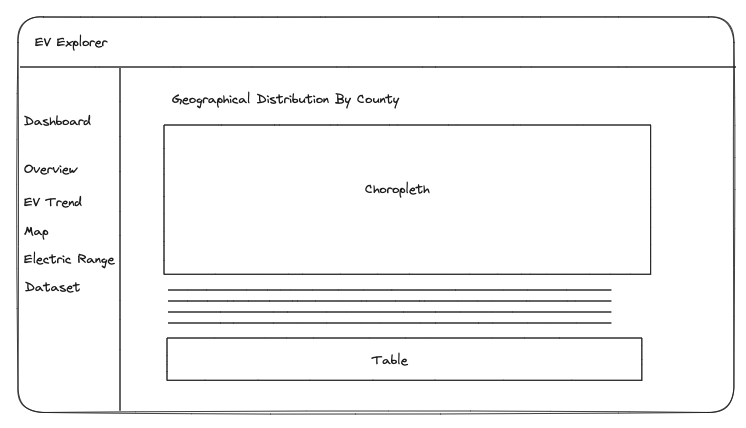 EV Explorer
Dashboard
Overview
EV Trend
Map
Electric Range
Dataset
Geographical Distribution By County
Choropleth
Table